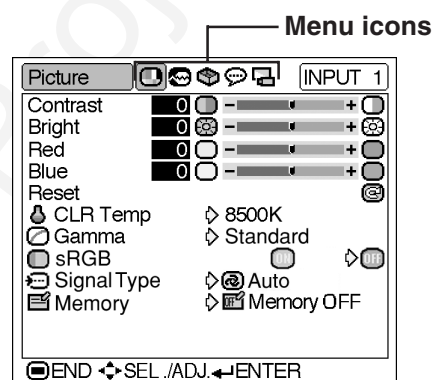 Menu icons
Picture INPUT 1
Contrast 0 - +
Bright 0 - +
Red 0 - +
Blue 0 - +
Reset
CLR Temp 8500K
Gamma Standard
sRGB ON OFF
Signal Type Auto
Memory OFF Memory OFF
END SEL./ADJ. ENTER